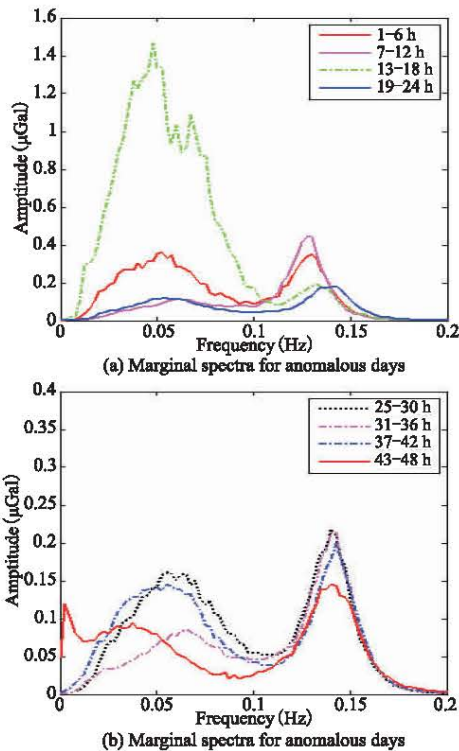 1.6
1.4
1.2
1
0.8
0.6
0.4
0.2
0
Amptitude (μGal)
1–6 h
7–12 h
13–18 h
19–24 h
0 0.05 0.1 0.15 0.2
Frequency (Hz)
(a) Marginal spectra for anomalous days
0.4
0.35
0.3
0.25
0.2
0.15
0.1
0.05
0
Amplitude (μGal)
25–30 h
31–36 h
37–42 h
43–48 h
0 0.05 0.1 0.15 0.2
Frequency (Hz)
(b) Marginal spectra for anomalous days